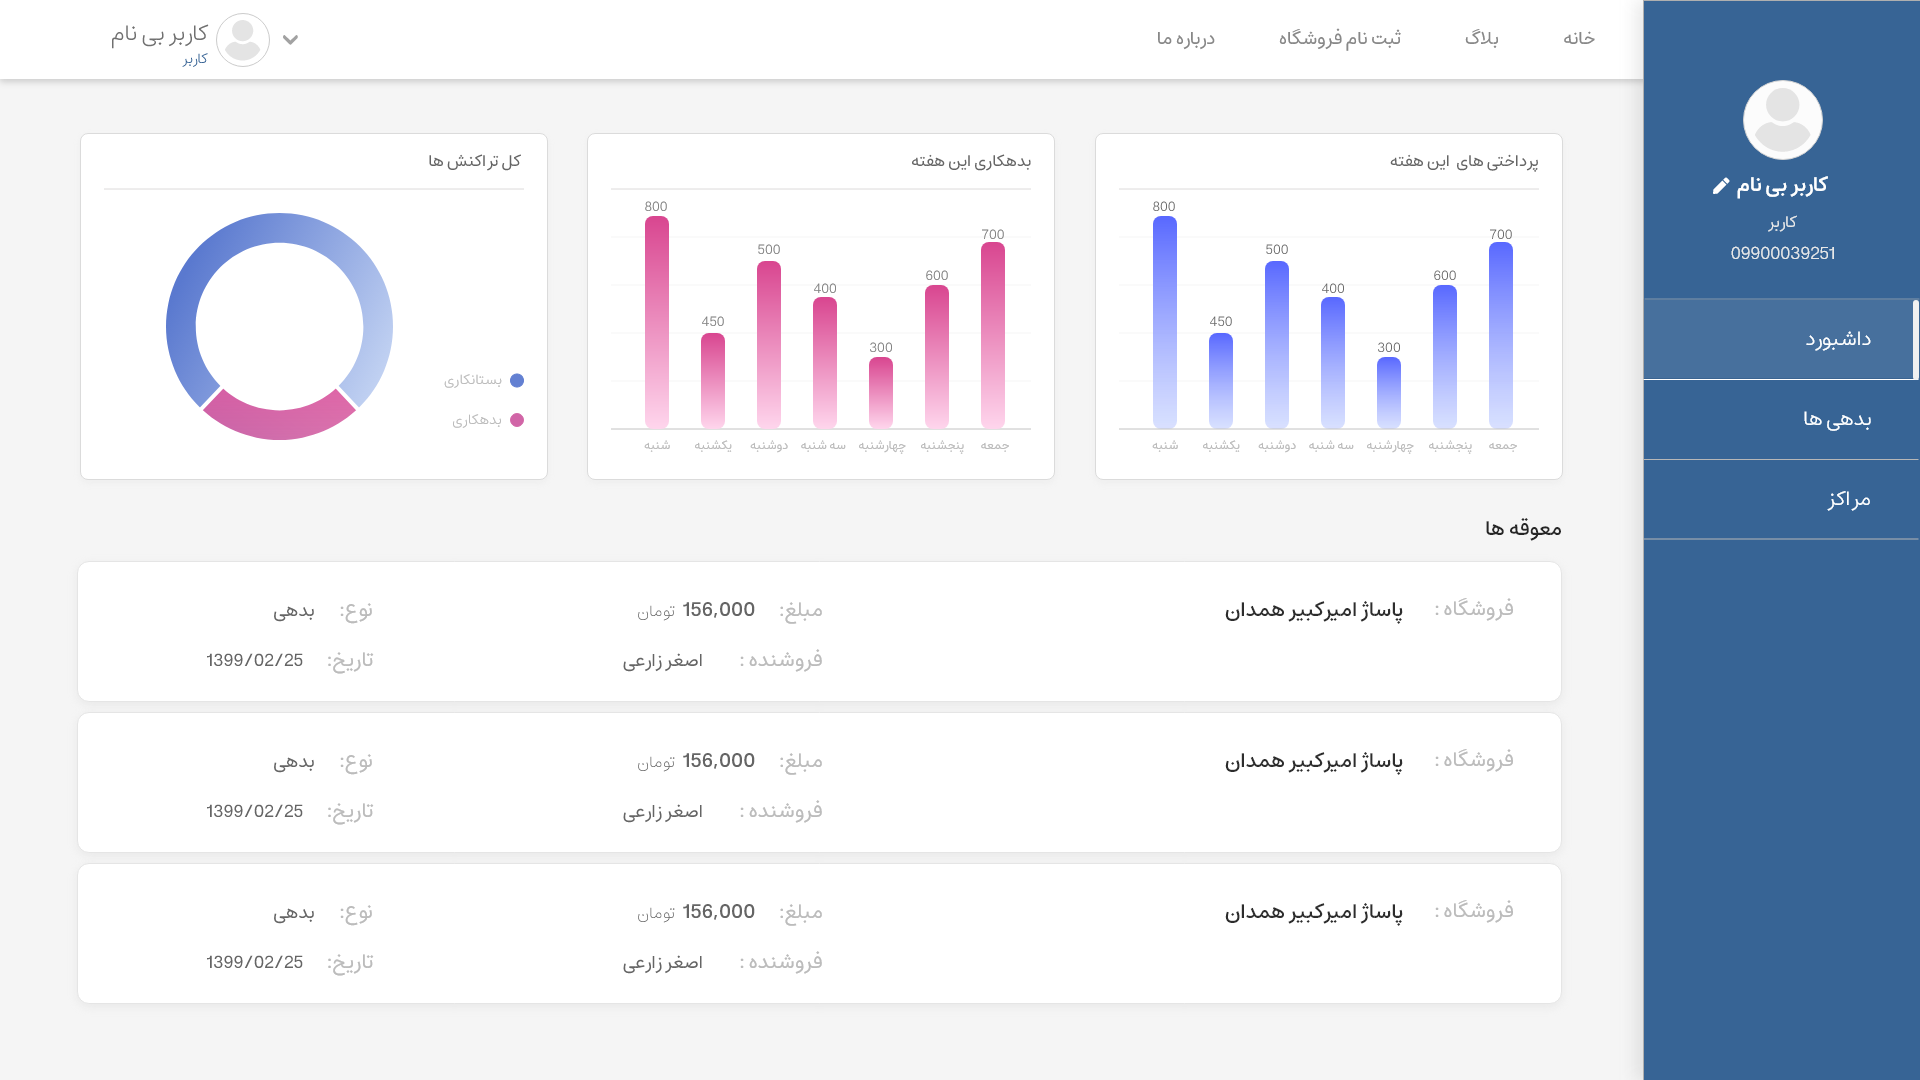 خانه
بلاگ
ثبت نام فروشگاه
درباره ما
کاربر بی نام
کاربر
کاربر بی نام
کاربر
09900039251
داشبورد
بدهی ها
مراکز
پرداختی های این هفته
800
450
500
400
300
600
700
شنبه
یکشنبه
دوشنبه
سه شنبه
چهارشنبه
پنجشنبه
جمعه
بدهکاری این هفته
800
450
500
400
300
600
700
شنبه
یکشنبه
دوشنبه
سه شنبه
چهارشنبه
پنجشنبه
جمعه
کل تراکنش ها
بستانکاری
بدهکاری
معوقه ها
فروشگاه : پاساژ امیرکبیر همدان مبلغ: 156,000 تومان نوع: بدهی
فروشنده : اصغر زارعی تاریخ: 1399/02/25
فروشگاه : پاساژ امیرکبیر همدان مبلغ: 156,000 تومان نوع: بدهی
فروشنده : اصغر زارعی تاریخ: 1399/02/25
فروشگاه : پاساژ امیرکبیر همدان مبلغ: 156,000 تومان نوع: بدهی
فروشنده : اصغر زارعی تاریخ: 1399/02/25